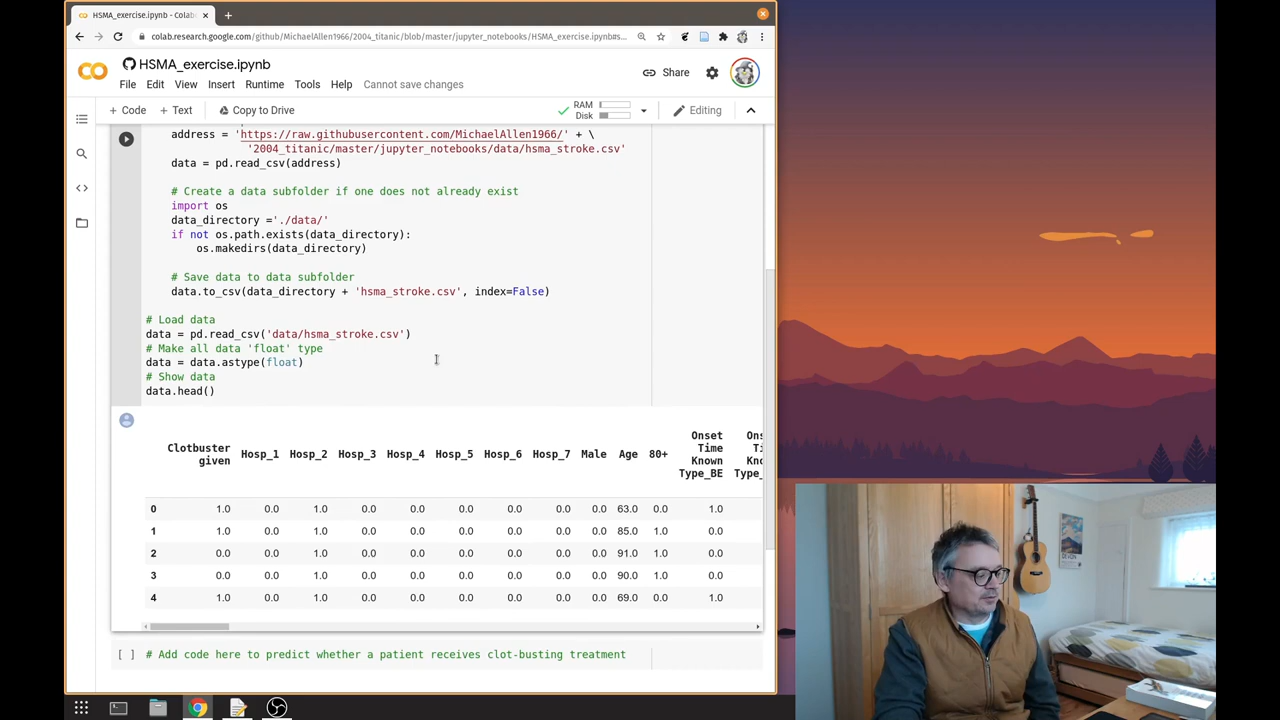 HSMA_exercise.ipynb - Colab
colab.research.google.com/github/MichaelAllen1966/2004_titanic/blob/master/jupyter_notebooks/HSMA_exercise.ipynb#s...
HSMA_exercise.ipynb
Share
File Edit View Insert Runtime Tools Help Cannot save changes
+ Code + Text Copy to Drive RAM Disk Editing
address = 'https://raw.githubusercontent.com/MichaelAllen1966/' + \
'2004_titanic/master/jupyter_notebooks/data/hsma_stroke.csv'
data = pd.read_csv(address)
# Create a data subfolder if one does not already exist
import os
data_directory ='./data/'
if not os.path.exists(data_directory):
os.makedirs(data_directory)
# Save data to data subfolder
data.to_csv(data_directory + 'hsma_stroke.csv', index=False)
# Load data
data = pd.read_csv('data/hsma_stroke.csv')
# Make all data 'float' type
data = data.astype(float)
# Show data
data.head()
Clotbuster given Hosp_1 Hosp_2 Hosp_3 Hosp_4 Hosp_5 Hosp_6 Hosp_7 Male Age 80+ Onset Time Known Type_BE
0 1.0 0.0 1.0 0.0 0.0 0.0 0.0 0.0 0.0 63.0 0.0 1.0
1 1.0 0.0 1.0 0.0 0.0 0.0 0.0 0.0 0.0 85.0 1.0 1.0
2 0.0 0.0 1.0 0.0 0.0 0.0 0.0 0.0 0.0 91.0 1.0 0.0
3 0.0 0.0 1.0 0.0 0.0 0.0 0.0 0.0 0.0 90.0 1.0 0.0
4 1.0 0.0 1.0 0.0 0.0 0.0 0.0 0.0 0.0 69.0 0.0 1.0
[ ] # Add code here to predict whether a patient receives clot-busting treatment
DEVON